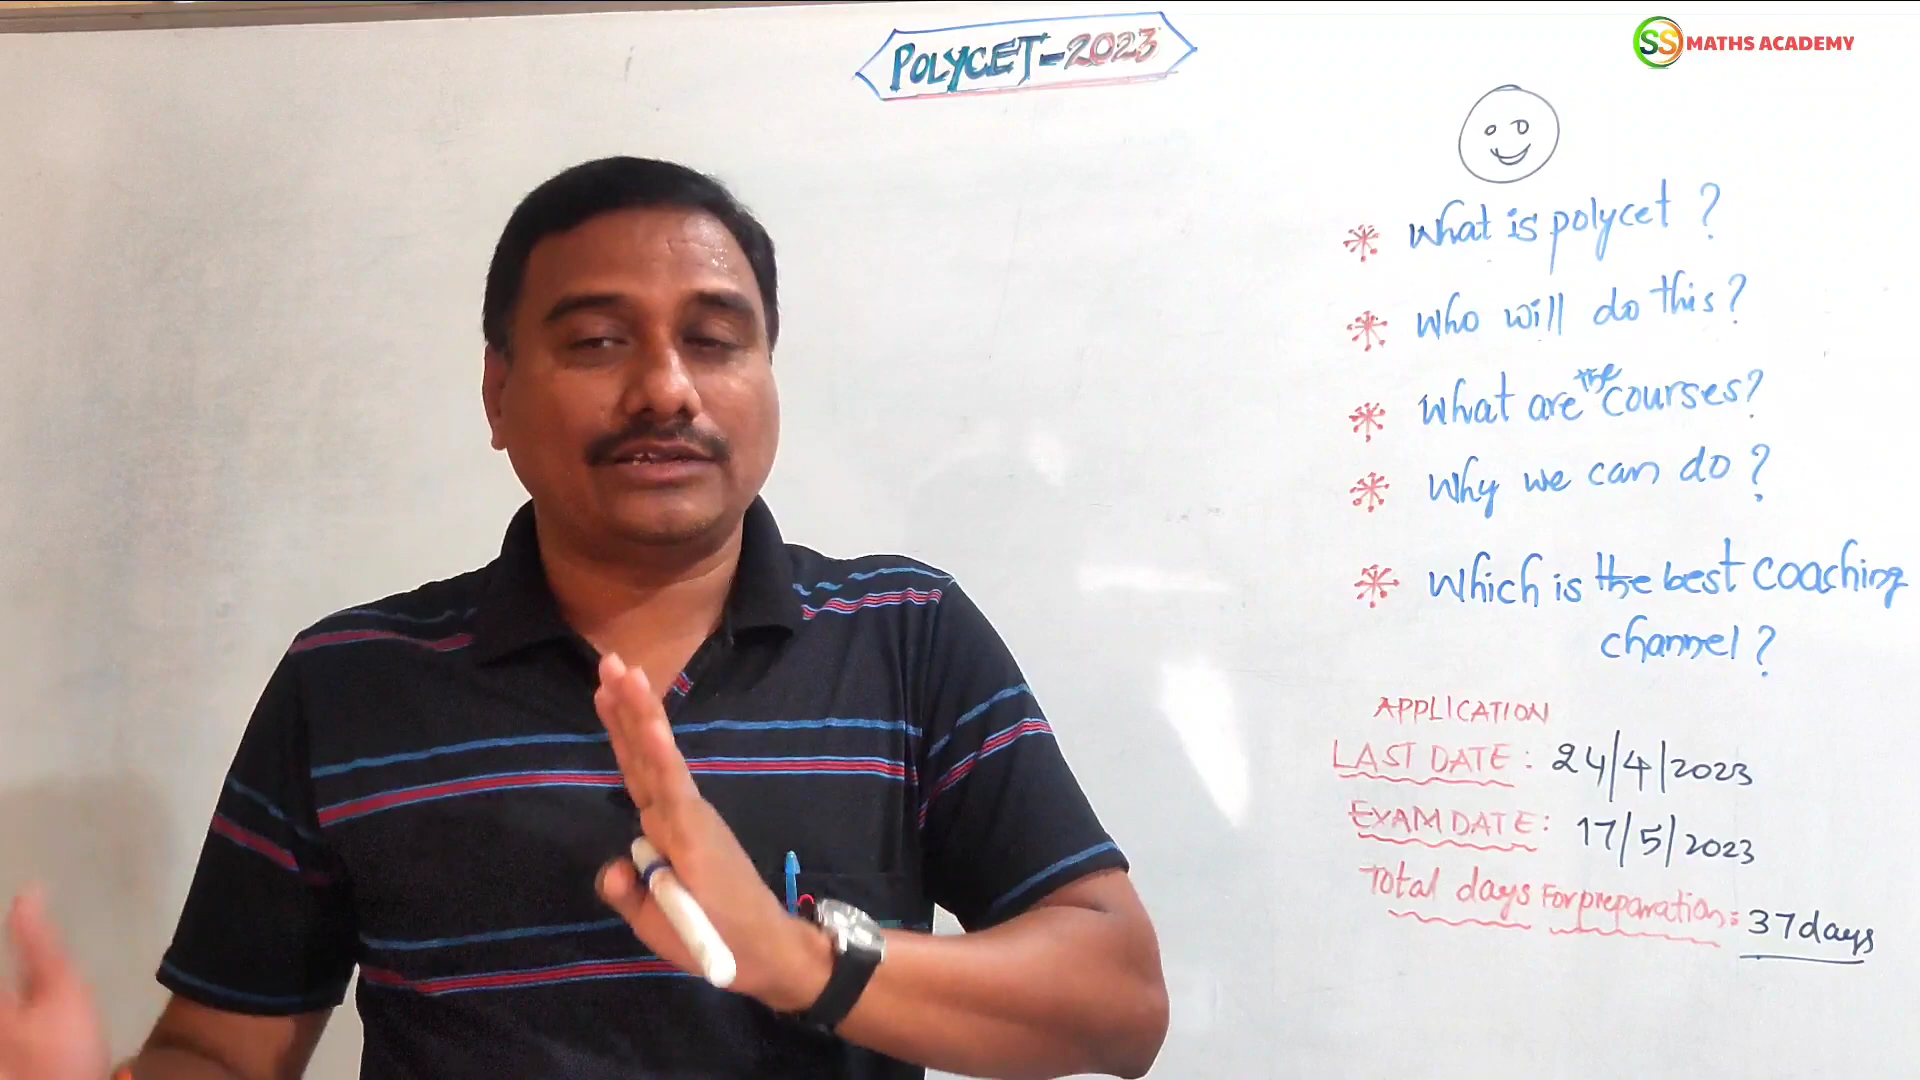 POLYCET-2023
SS MATHS ACADEMY
What is polycet ?
Who will do this?
What are the courses?
Why we can do ?
Which is the best coaching
channel ?
APPLICATION
LAST DATE : 24/4/2023
EXAM DATE : 17/5/2023
Total days For preparation : 37 days